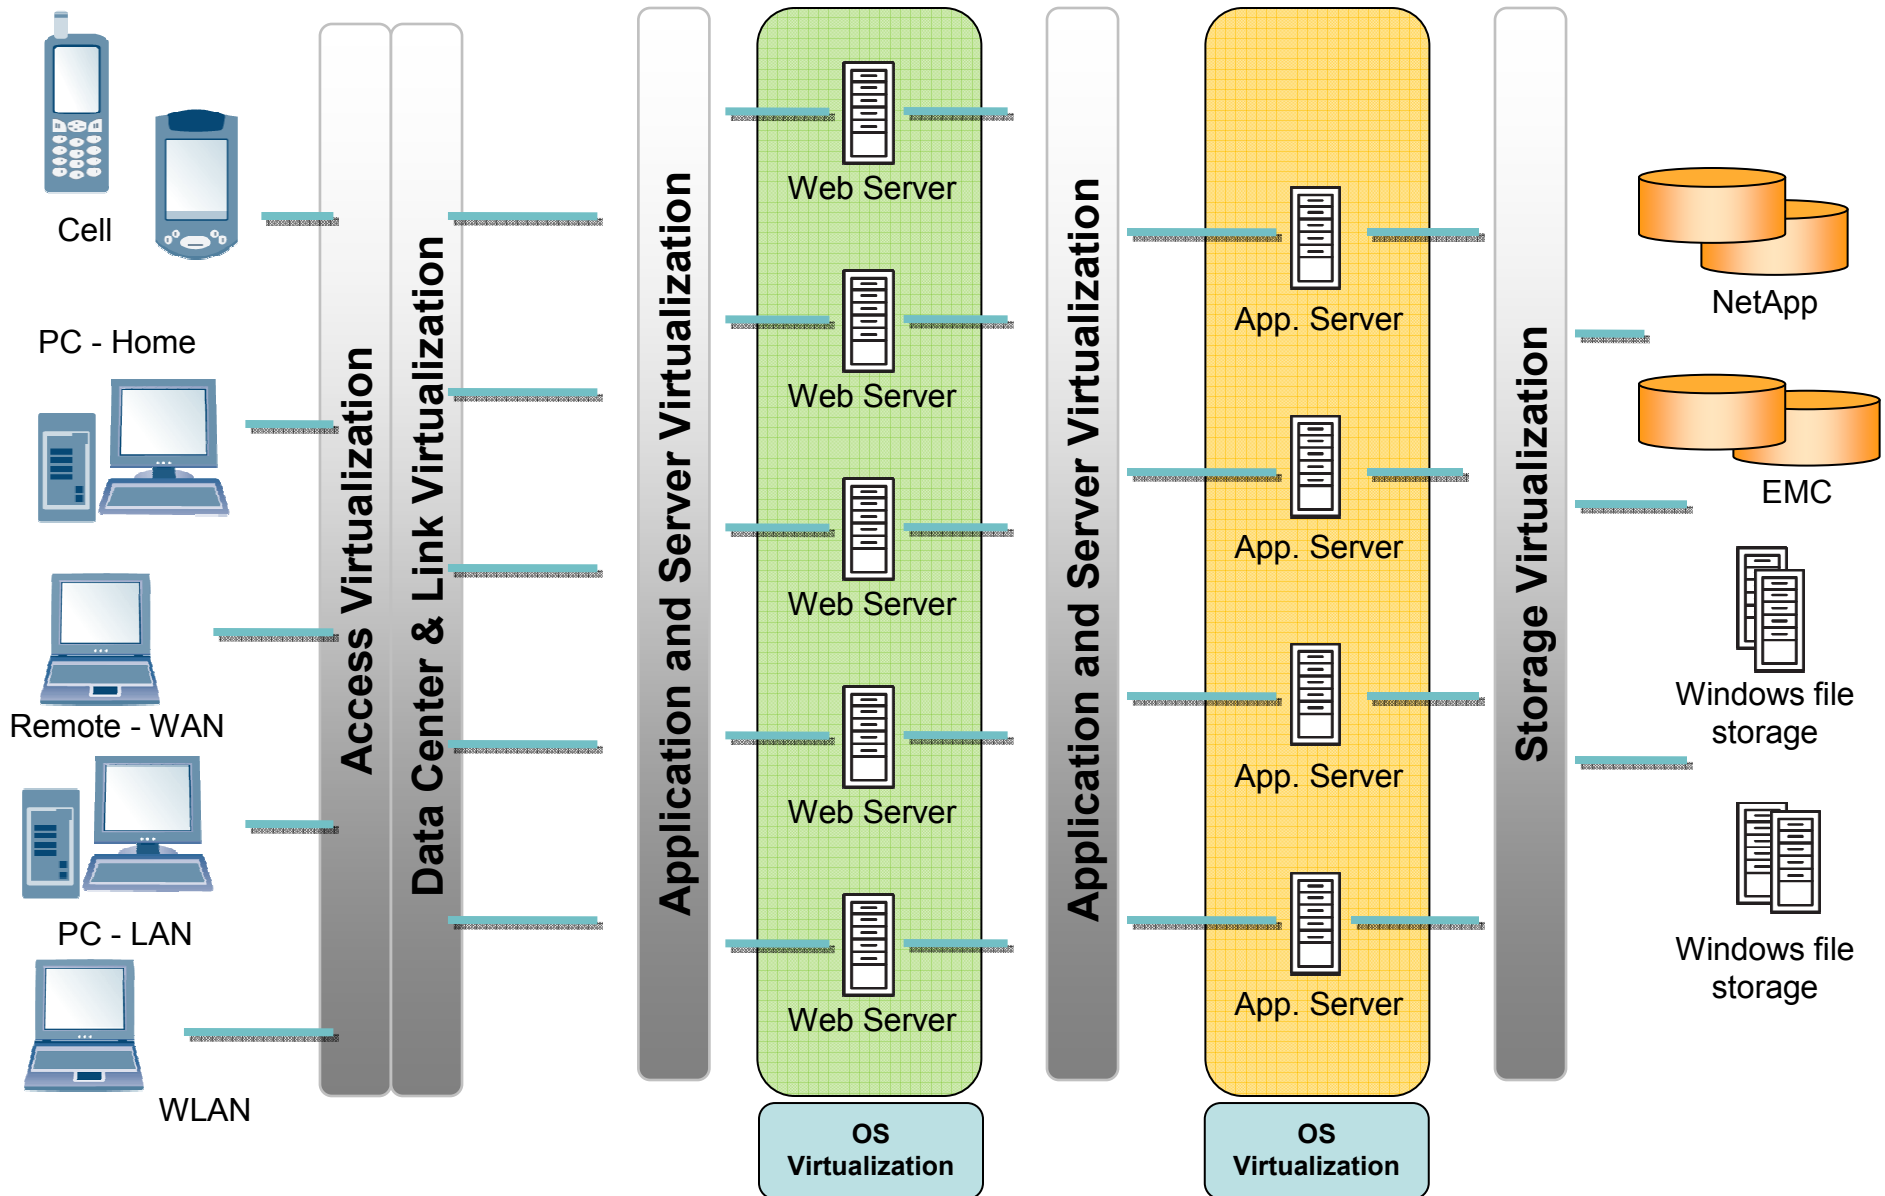 Cell
PC - Home
Remote - WAN
PC - LAN
WLAN
Access Virtualization
Data Center & Link Virtualization
Application and Server Virtualization
Web Server
Web Server
Web Server
Web Server
Web Server
OS
Virtualization
Application and Server Virtualization
App. Server
App. Server
App. Server
App. Server
OS
Virtualization
Storage Virtualization
NetApp
EMC
Windows file
storage
Windows file
storage